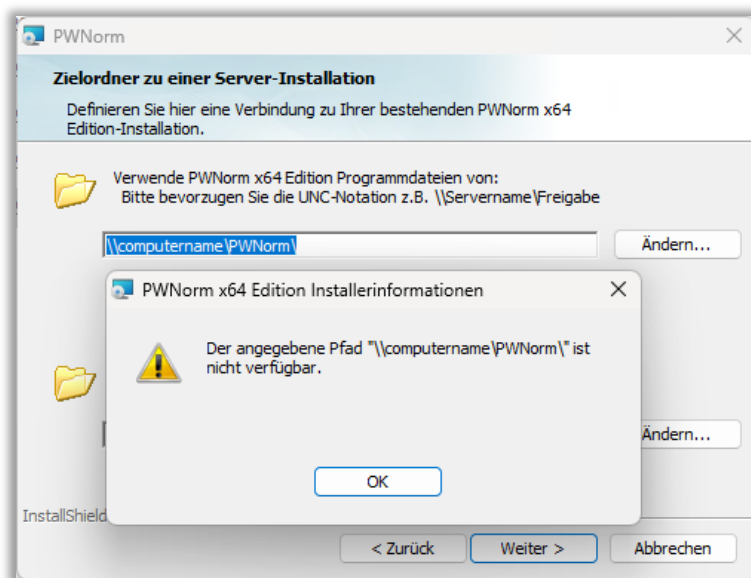 PWNorm
Zielordner zu einer Server-Installation
Definieren Sie hier eine Verbindung zu Ihrer bestehenden PWNorm x64
Edition-Installation.
Verwende PWNorm x64 Edition Programmdateien von:
Bitte bevorzugen Sie die UNC-Notation z.B. \\Servername\Freigabe
\\computername\PWNorm\
Ändern...
PWNorm x64 Edition Installerinformationen
Der angegebene Pfad "\\computername\PWNorm\" ist
nicht verfügbar.
OK
Ändern...
InstallShield
< Zurück
Weiter >
Abbrechen